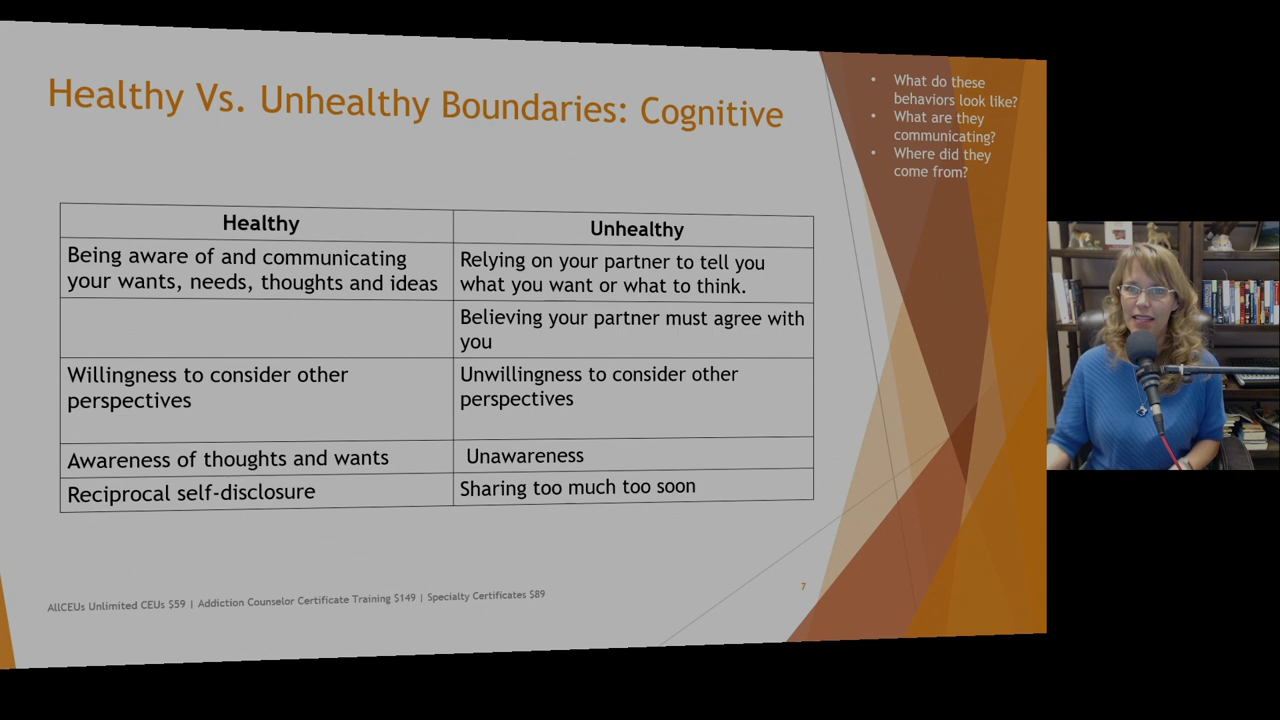 Healthy Vs. Unhealthy Boundaries: Cognitive
• What do these
behaviors look like?
• What are they
communicating?
• Where did they
come from?
Healthy
Unhealthy
Being aware of and communicating
your wants, needs, thoughts and ideas
Relying on your partner to tell you
what you want or what to think.
Believing your partner must agree with
you
Willingness to consider other
perspectives
Unwillingness to consider other
perspectives
Awareness of thoughts and wants
Unawareness
Reciprocal self-disclosure
Sharing too much too soon
7
AllCEUs Unlimited CEUs $59 | Addiction Counselor Certificate Training $149 | Specialty Certificates $89